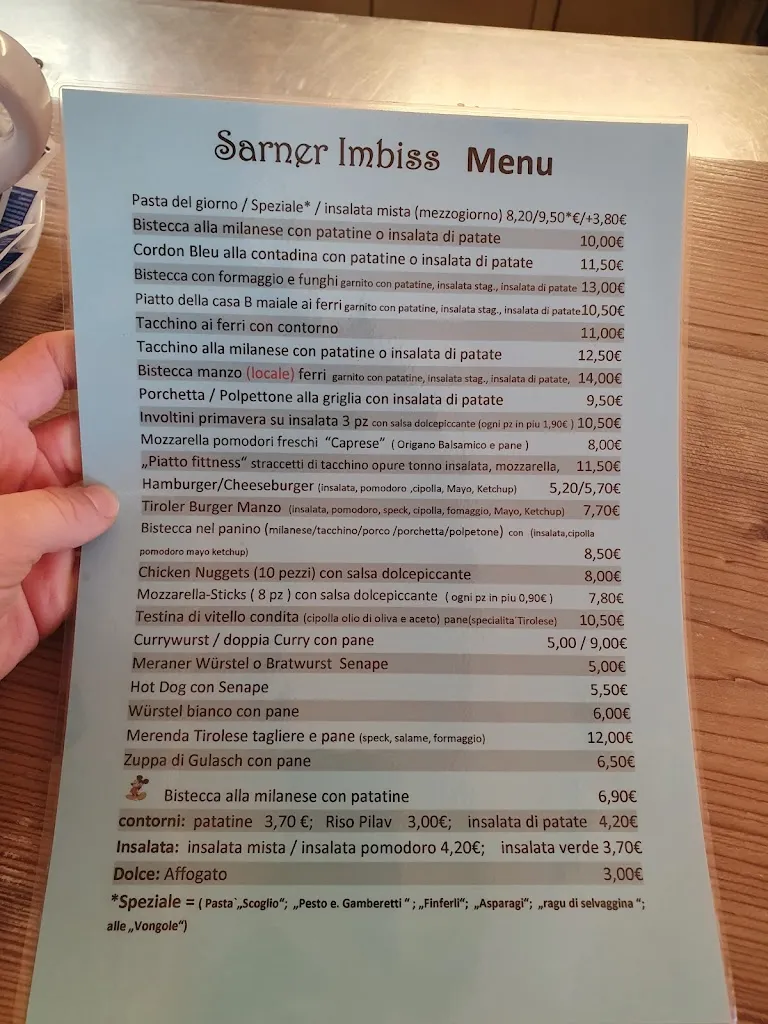 Sarner Imbiss Menu
Pasta del giorno / Speziale* / insalata mista (mezzogiorno) 8,20/9,50*€/+3,80€
Bistecca alla milanese con patatine o insalata di patate 10,00€
Cordon Bleu alla contadina con patatine o insalata di patate 11,50€
Bistecca con formaggio e funghi garnito con patatine, insalata stag., insalata di patate 13,00€
Piatto della casa B maiale ai ferri garnito con patatine, insalata stag., insalata di patate 10,50€
Tacchino ai ferri con contorno 11,00€
Tacchino alla milanese con patatine o insalata di patate 12,50€
Bistecca manzo (locale) ferri garnito con patatine, insalata stag., insalata di patate, 14,00€
Porchetta / Polpettone alla griglia con insalata di patate 9,50€
Involtini primavera su insalata 3 pz con salsa dolcepiccante (ogni pz in piu 1,90€ ) 10,50€
Mozzarella pomodori freschi “Caprese“ ( Origano Balsamico e pane ) 8,00€
„Piatto fittness“ straccetti di tacchino opure tonno insalata, mozzarella, 11,50€
Hamburger/Cheeseburger (insalata, pomodoro ,cipolla, Mayo, Ketchup) 5,20/5,70€
Tiroler Burger Manzo (insalata, pomodoro, speck, cipolla, fomaggio, Mayo, Ketchup) 7,70€
Bistecca nel panino (milanese/tacchino/porco /porchetta/polpetone) con (insalata,cipolla
pomodoro mayo ketchup) 8,50€
Chicken Nuggets (10 pezzi) con salsa dolcepiccante 8,00€
Mozzarella-Sticks ( 8 pz ) con salsa dolcepiccante ( ogni pz in piu 0,90€ ) 7,80€
Testina di vitello condita (cipolla olio di oliva e aceto) pane(specialita`Tirolese) 10,50€
Currywurst / doppia Curry con pane 5,00 / 9,00€
Meraner Würstel o Bratwurst Senape 5,00€
Hot Dog con Senape 5,50€
Würstel bianco con pane 6,00€
Merenda Tirolese tagliere e pane (speck, salame, formaggio) 12,00€
Zuppa di Gulasch con pane 6,50€
Bistecca alla milanese con patatine 6,90€
contorni: patatine 3,70 €; Riso Pilav 3,00€; insalata di patate 4,20€
Insalata: insalata mista / insalata pomodoro 4,20€; insalata verde 3,70€
Dolce: Affogato 3,00€
*Speziale = ( Pasta`„Scoglio“; „Pesto e. Gamberetti “ ; „Finferli“; „Asparagi“; „ragu di selvaggina “;
alle „Vongole“)